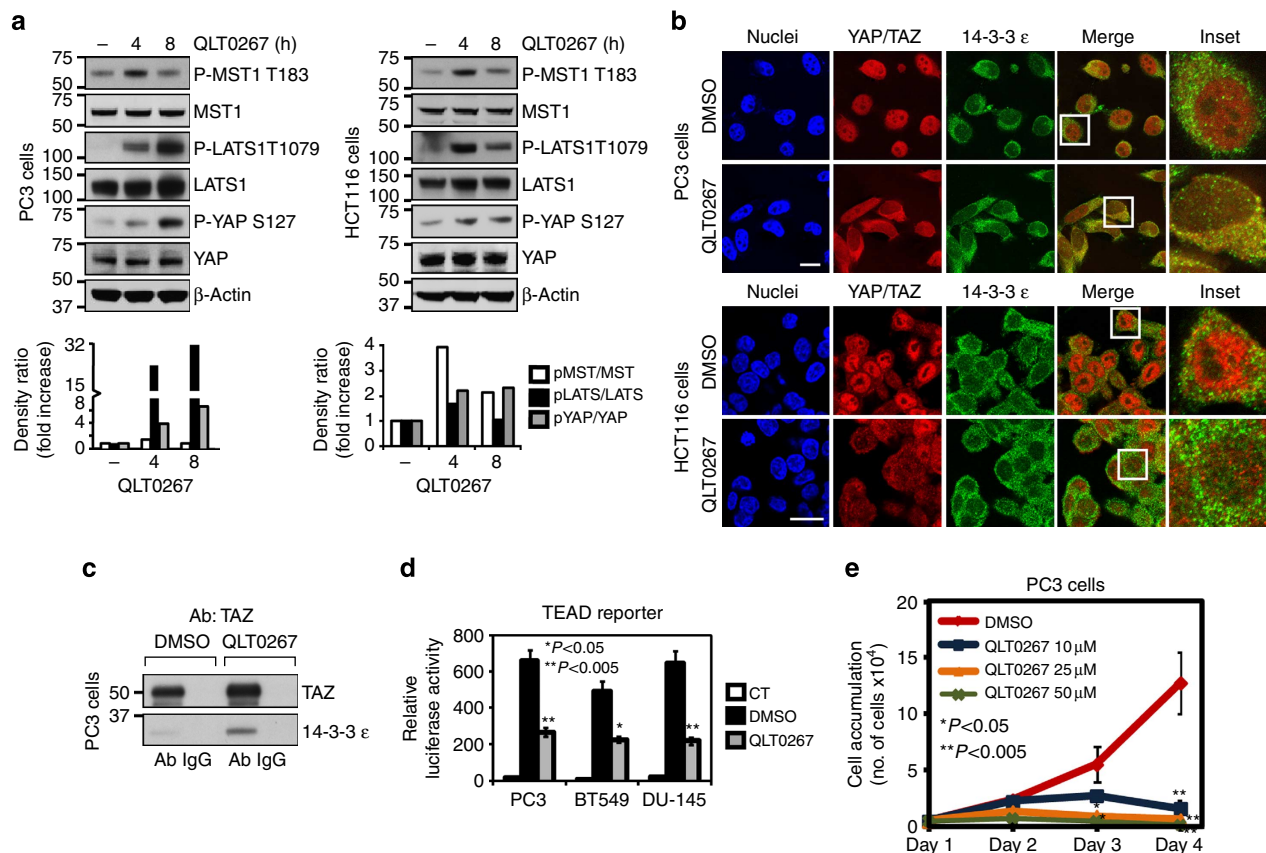 a
– 4 8 QLT0267 (h)
PC3 cells
75
50
P-MST1 T183
75
50
MST1
100
P-LATS1T1079
150
100
LATS1
75
P-YAP S127
75
YAP
50
37
β-Actin
– 4 8 QLT0267 (h)
HCT116 cells
75
50
P-MST1 T183
75
50
MST1
100
P-LATS1T1079
150
100
LATS1
75
P-YAP S127
75
YAP
50
37
β-Actin
Density ratio
(fold increase)
32
15
8
4
0
– 4 8
QLT0267
Density ratio
(fold increase)
4
3
2
1
0
– 4 8
QLT0267
pMST/MST
pLATS/LATS
pYAP/YAP
b
Nuclei YAP/TAZ 14-3-3 ε Merge Inset
PC3 cells
DMSO
QLT0267
Nuclei YAP/TAZ 14-3-3 ε Merge Inset
HCT116 cells
DMSO
QLT0267
c
Ab: TAZ
DMSO QLT0267
PC3 cells
50
TAZ
37
14-3-3 ε
Ab IgG Ab IgG
d
TEAD reporter
Relative
luciferase activity
800
600
400
200
0
*P<0.05
**P<0.005
** * **
CT
DMSO
QLT0267
PC3 BT549 DU-145
e
PC3 cells
Cell accumulation
(no. of cells x10⁴)
20
15
10
5
0
DMSO
QLT0267 10 µM
QLT0267 25 µM
QLT0267 50 µM
*P<0.05
**P<0.005
**
*
*
**
**
Day 1 Day 2 Day 3 Day 4